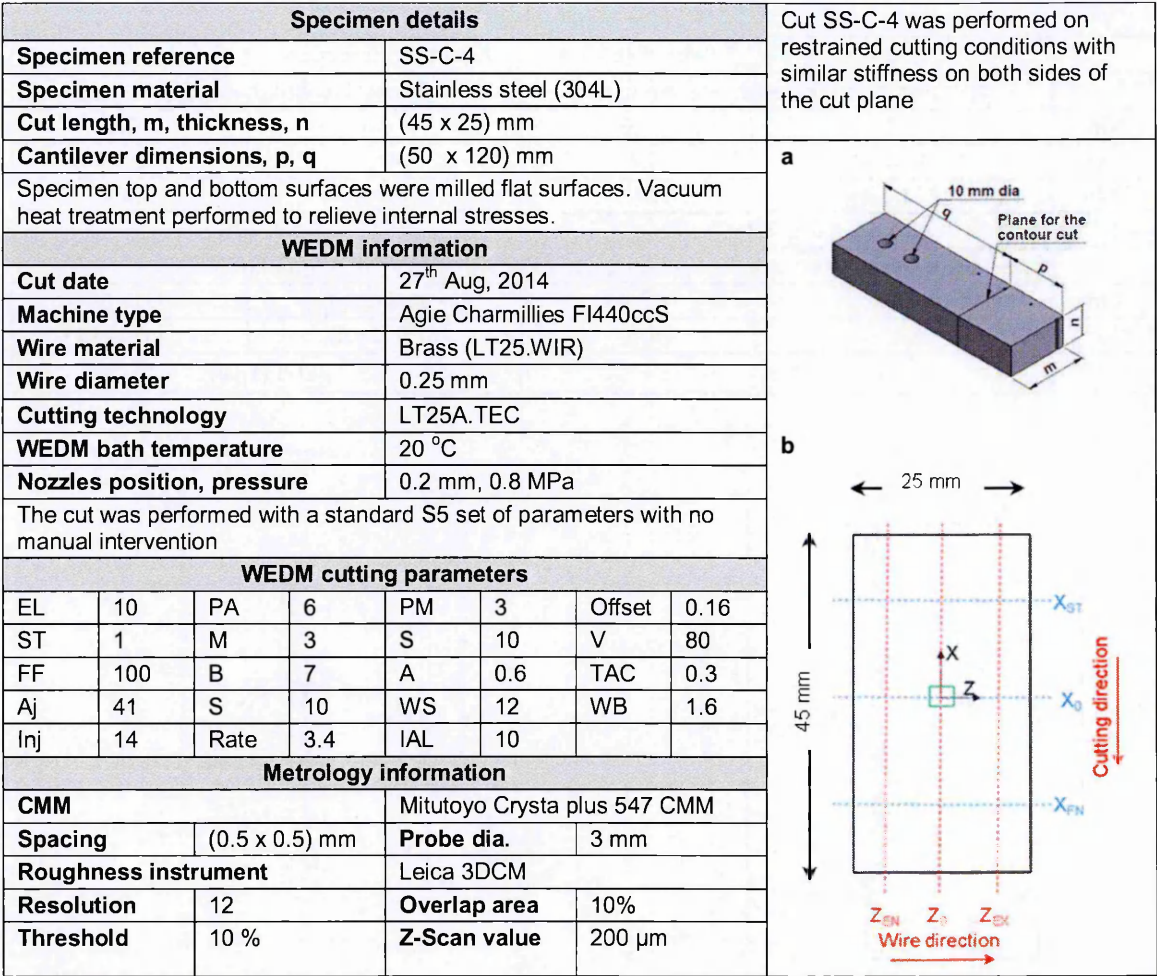 Specimen details
Specimen reference SS-C-4
Specimen material Stainless steel (304L)
Cut length, m, thickness, n (45 x 25) mm
Cantilever dimensions, p, q (50 x 120) mm
Specimen top and bottom surfaces were milled flat surfaces. Vacuum
heat treatment performed to relieve internal stresses.
WEDM information
Cut date 27th Aug, 2014
Machine type Agie Charmillies FI440ccS
Wire material Brass (LT25.WIR)
Wire diameter 0.25 mm
Cutting technology LT25A.TEC
WEDM bath temperature 20 °C
Nozzles position, pressure 0.2 mm, 0.8 MPa
The cut was performed with a standard S5 set of parameters with no
manual intervention
WEDM cutting parameters
EL 10 PA 6 PM 3 Offset 0.16
ST 1 M 3 S 10 V 80
FF 100 B 7 A 0.6 TAC 0.3
Aj 41 S 10 WS 12 WB 1.6
Inj 14 Rate 3.4 IAL 10
Metrology information
CMM Mitutoyo Crysta plus 547 CMM
Spacing (0.5 x 0.5) mm Probe dia. 3 mm
Roughness instrument Leica 3DCM
Resolution 12 Overlap area 10%
Threshold 10 % Z-Scan value 200 µm
Cut SS-C-4 was performed on
restrained cutting conditions with
similar stiffness on both sides of
the cut plane
a
10 mm dia
q
Plane for the
contour cut
p
n
m
b
25 mm
45 mm
XST
X
Z
X0
XFN
Cutting direction
ZEN Z0 ZEX
Wire direction